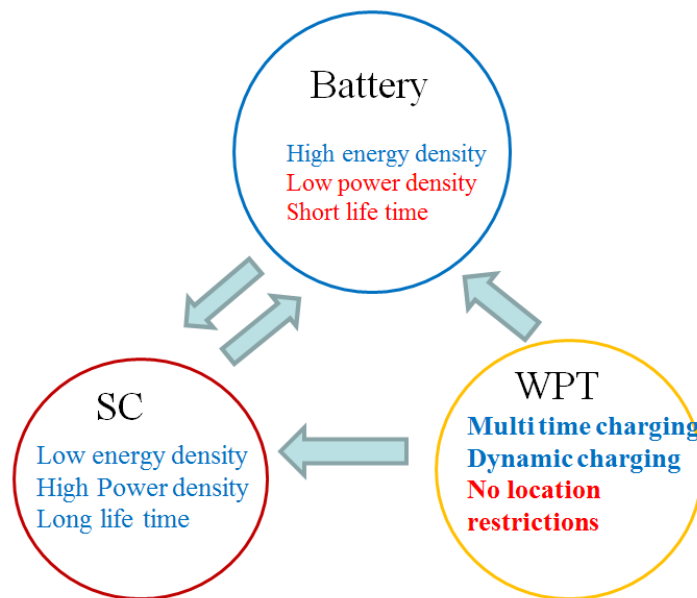 Battery
High energy density
Low power density
Short life time
SC
Low energy density
High Power density
Long life time
WPT
Multi time charging
Dynamic charging
No location
restrictions